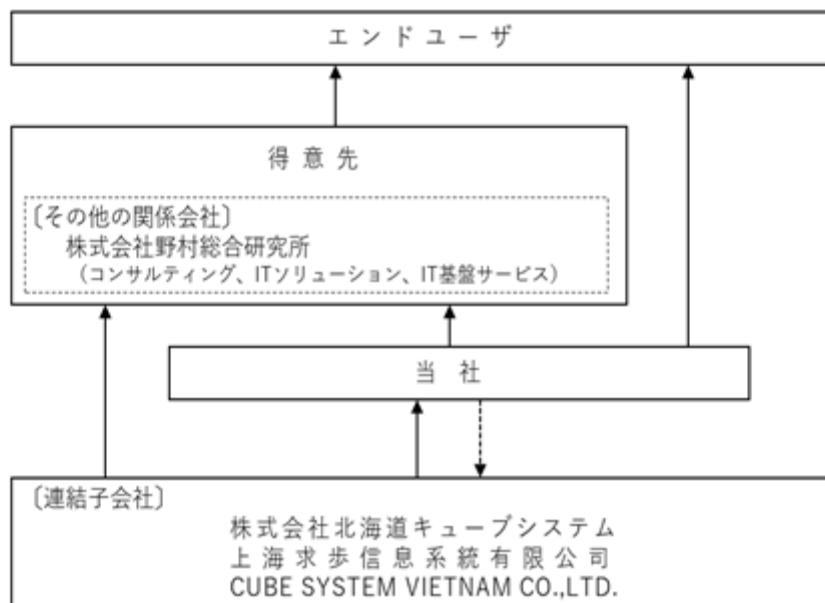 エンドユーザ
得意先
〔その他の関係会社〕
株式会社野村総合研究所
（コンサルティング、ITソリューション、IT基盤サービス）
当 社
〔連結子会社〕
株式会社北海道キューブシステム
上海求歩信息系統有限公司
CUBE SYSTEM VIETNAM CO.,LTD.